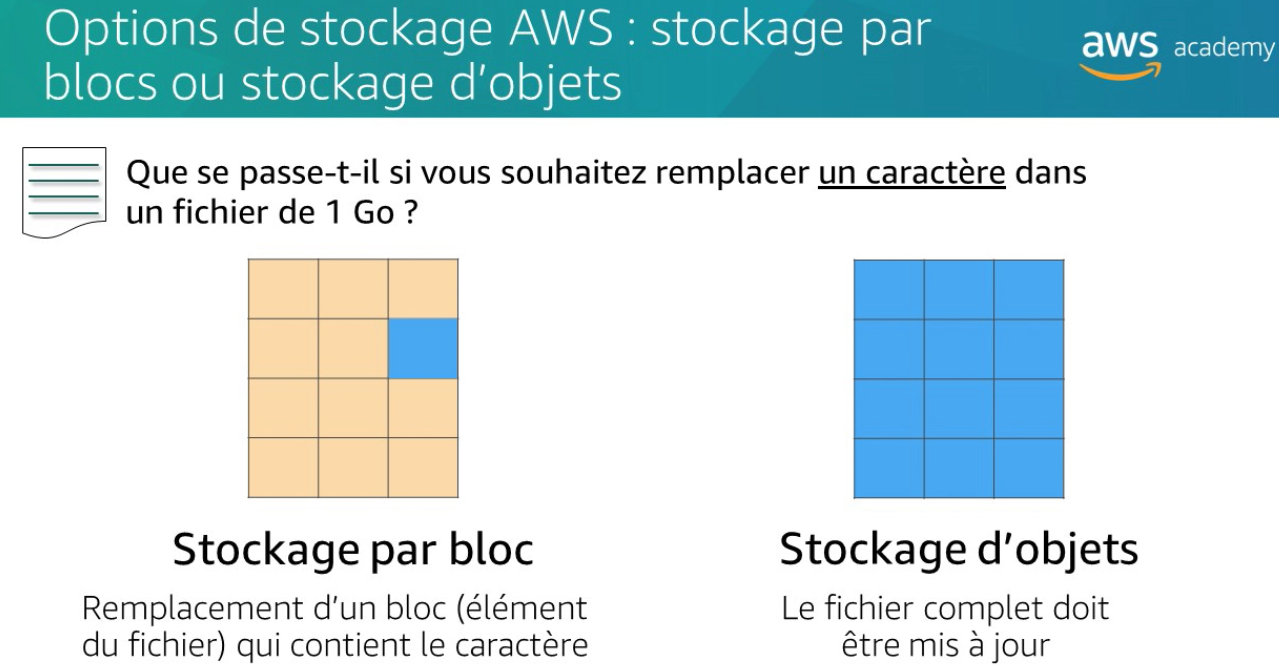 Options de stockage AWS : stockage par
blocs ou stockage d’objets
aws academy
Que se passe-t-il si vous souhaitez remplacer un caractère dans
un fichier de 1 Go ?
Stockage par bloc
Remplacement d’un bloc (élément
du fichier) qui contient le caractère
Stockage d’objets
Le fichier complet doit
être mis à jour